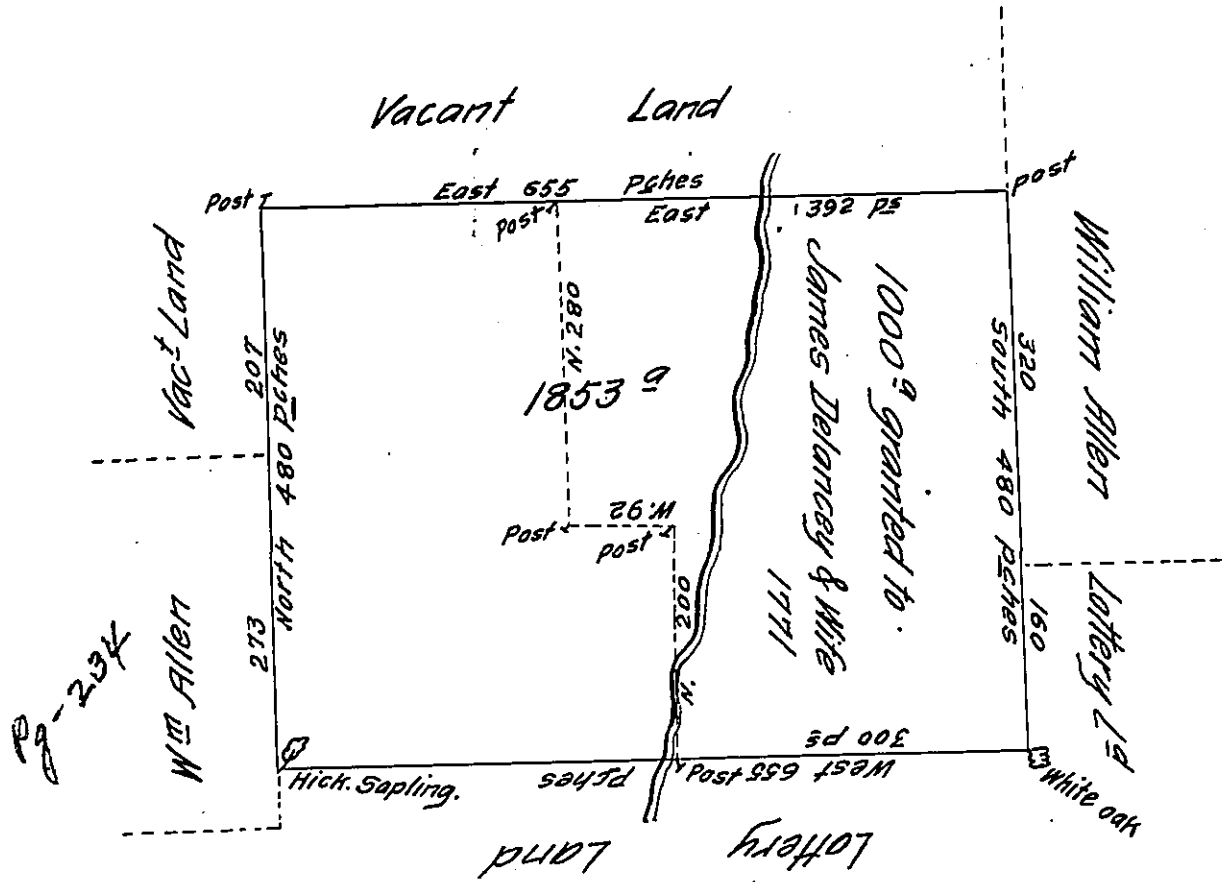 Vacant Land
Post
East 655 Pches
post
Post
East
392 ps
Vact Land
207
North 480 pches
273
Wm Allen
Pg-234
N. 280
1853 a
Post
W. 92
Post
N. 200
1000 a granted to
James Delancey & Wife
1771
320
South 480 pches
160
William Allen
Lottery Ld
300 ps
West 655 Pches
Post
Hick. Sapling.
White Oak
Lottery Land